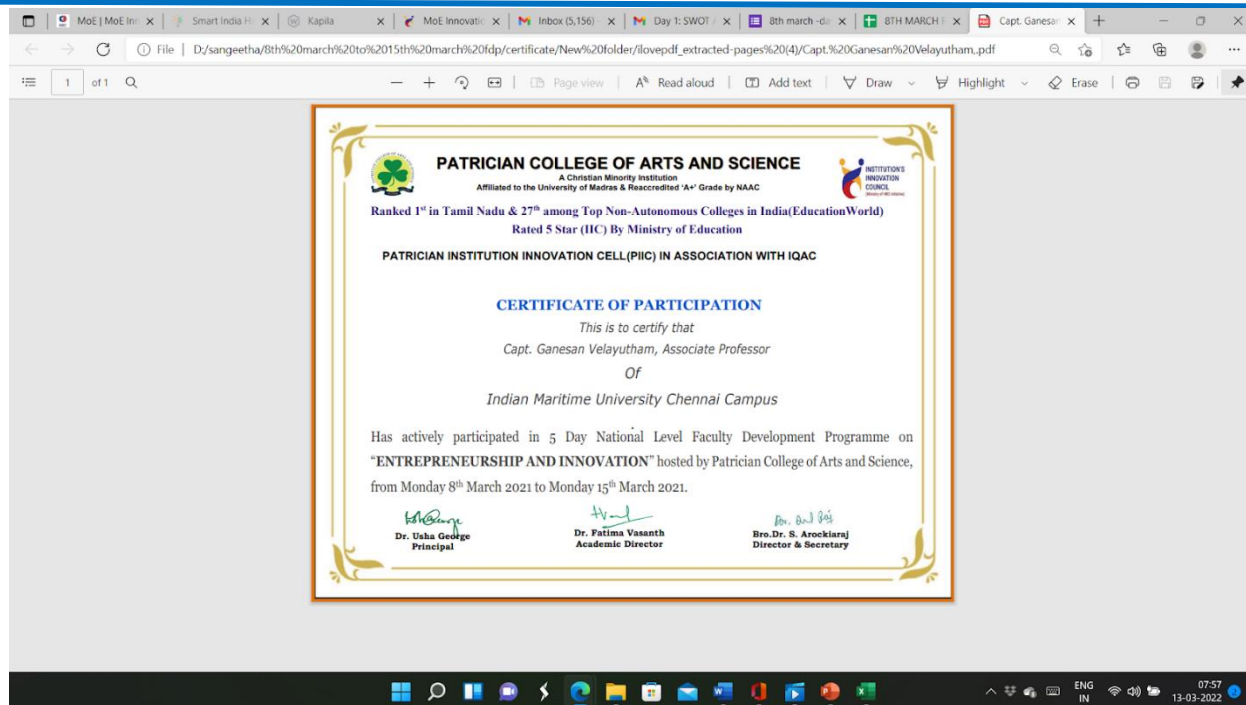 MoE | MoE Inn
Smart India H
Kapila
MoE Innovatio
Inbox (5,156)
Day 1: SWOT
8th march -da
8TH MARCH
Capt. Ganesan
File | D:/sangeetha/8th%20march%20to%2015th%20march%20fdp/certificate/New%20folder/ilovepdf_extracted-pages%20(4)/Capt.%20Ganesan%20Velayutham,.pdf
1 of 1 Page view Read aloud Add text Draw Highlight Erase
PATRICIAN COLLEGE OF ARTS AND SCIENCE
A Christian Minority Institution
Affiliated to the University of Madras & Reaccredited 'A+' Grade by NAAC
INSTITUTION'S
INNOVATION
COUNCIL
Ranked 1st in Tamil Nadu & 27th among Top Non-Autonomous Colleges in India(EducationWorld)
Rated 5 Star (IIC) By Ministry of Education
PATRICIAN INSTITUTION INNOVATION CELL(PIIC) IN ASSOCIATION WITH IQAC
CERTIFICATE OF PARTICIPATION
This is to certify that
Capt. Ganesan Velayutham, Associate Professor
Of
Indian Maritime University Chennai Campus
Has actively participated in 5 Day National Level Faculty Development Programme on
“ENTREPRENEURSHIP AND INNOVATION” hosted by Patrician College of Arts and Science,
from Monday 8th March 2021 to Monday 15th March 2021.
Dr. Usha George
Principal
Dr. Fatima Vasanth
Academic Director
Bro.Dr. S. Arockiaraj
Director & Secretary
ENG
IN
07:57
13-03-2022
2